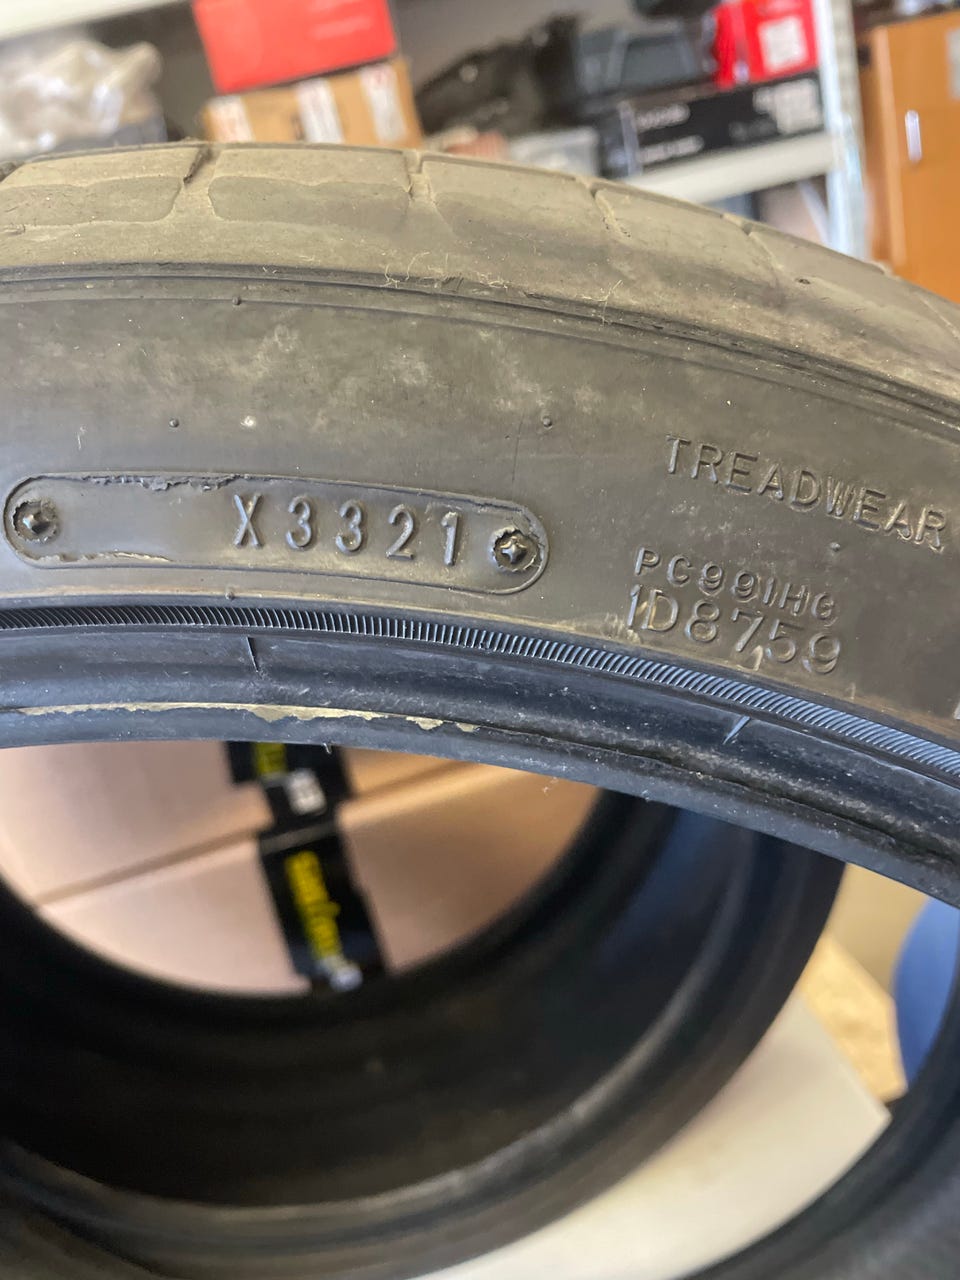 TREADWEAR
X3321
PC991HG
1D8759